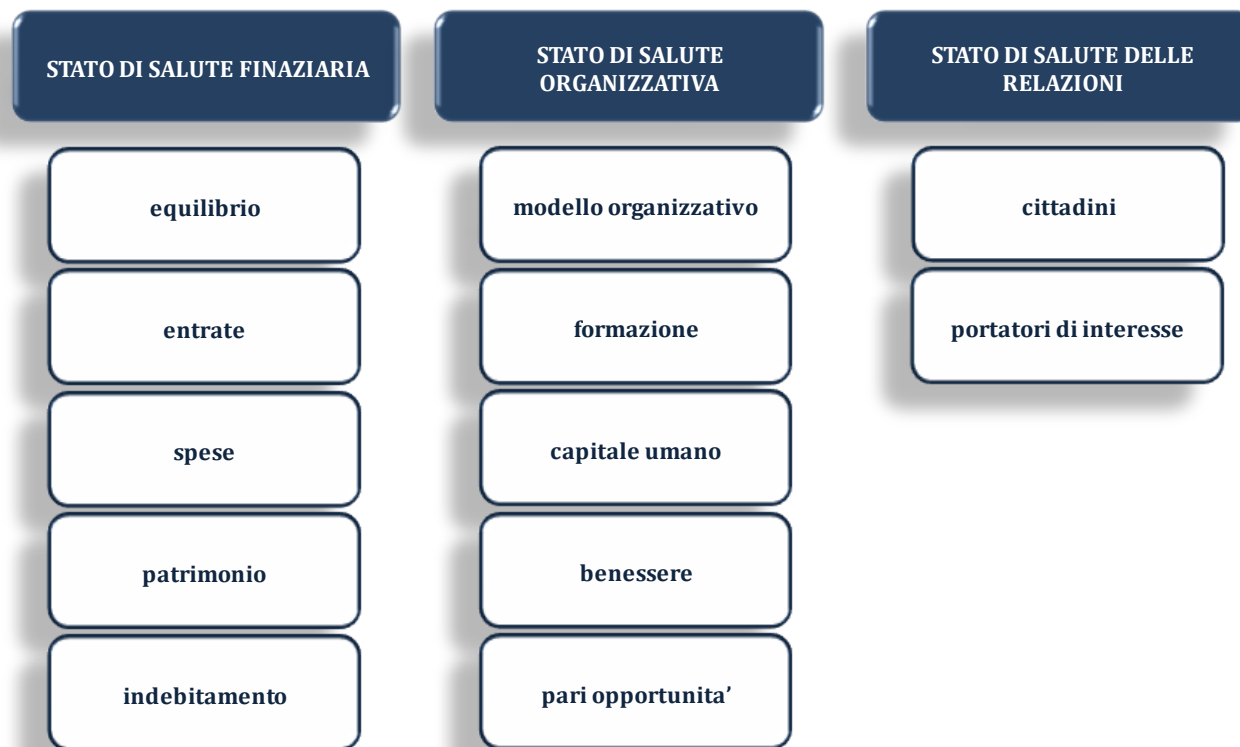 STATO DI SALUTE FINAZIARIA
equilibrio
entrate
spese
patrimonio
indebitamento
STATO DI SALUTE
ORGANIZZATIVA
modello organizzativo
formazione
capitale umano
benessere
pari opportunita’
STATO DI SALUTE DELLE
RELAZIONI
cittadini
portatori di interesse